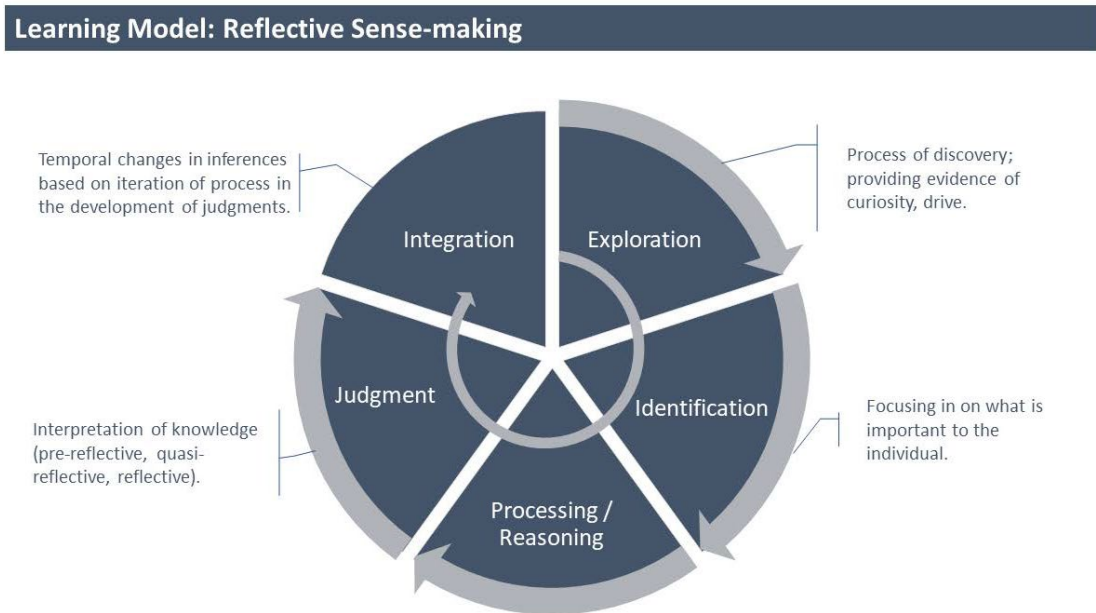 Learning Model: Reflective Sense-making
Temporal changes in inferences
based on iteration of process in
the development of judgments.
Process of discovery;
providing evidence of
curiosity, drive.
Integration
Exploration
Judgment
Identification
Interpretation of knowledge
(pre-reflective, quasi-
reflective, reflective).
Focusing in on what is
important to the
individual.
Processing /
Reasoning